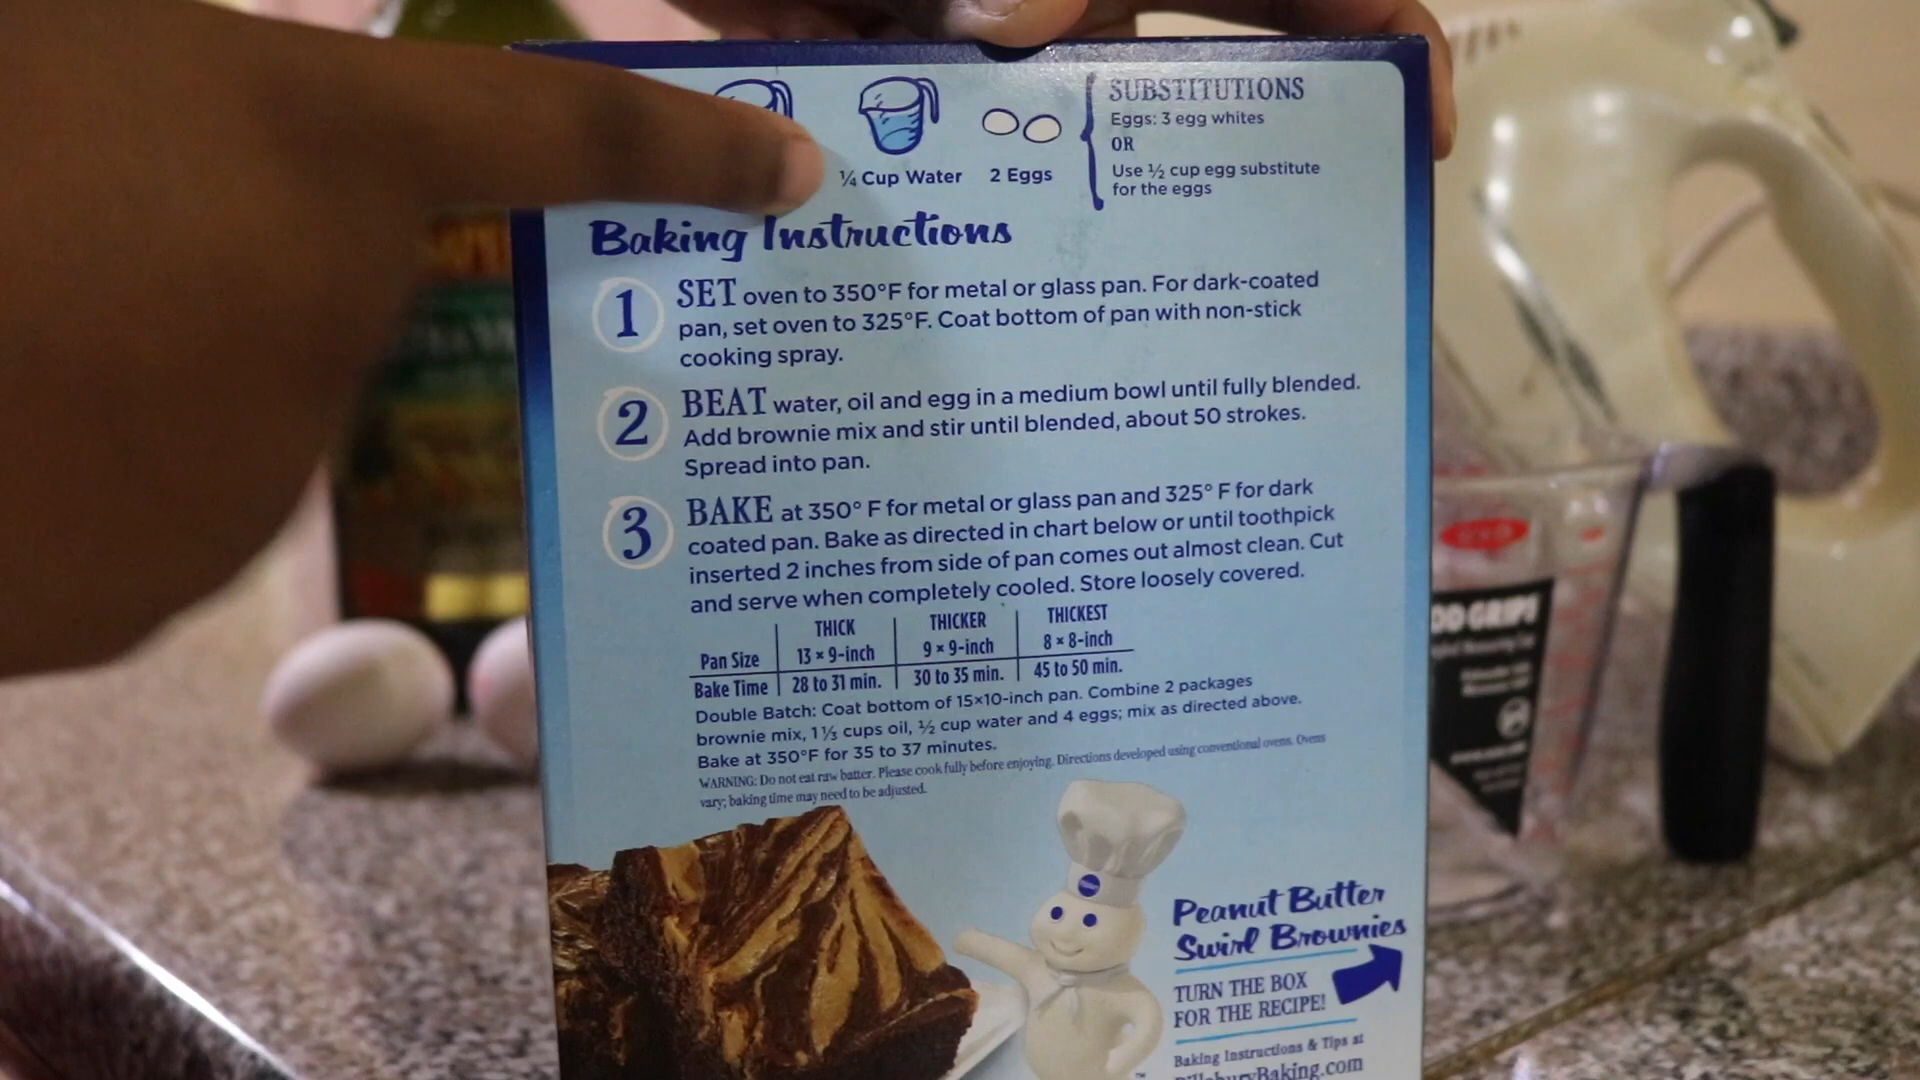 SUBSTITUTIONS
Eggs: 3 egg whites
OR
Use ½ cup egg substitute
for the eggs
¼ Cup Water
2 Eggs
Baking Instructions
1 SET oven to 350°F for metal or glass pan. For dark-coated
pan, set oven to 325°F. Coat bottom of pan with non-stick
cooking spray.
2 BEAT water, oil and egg in a medium bowl until fully blended.
Add brownie mix and stir until blended, about 50 strokes.
Spread into pan.
3 BAKE at 350° F for metal or glass pan and 325° F for dark
coated pan. Bake as directed in chart below or until toothpick
inserted 2 inches from side of pan comes out almost clean. Cut
and serve when completely cooled. Store loosely covered.
THICK THICKER THICKEST
Pan Size 13 × 9-inch 9 × 9-inch 8 × 8-inch
Bake Time 28 to 31 min. 30 to 35 min. 45 to 50 min.
Double Batch: Coat bottom of 15×10-inch pan. Combine 2 packages
brownie mix, 1⅓ cups oil, ½ cup water and 4 eggs; mix as directed above.
Bake at 350°F for 35 to 37 minutes.
WARNING: Do not eat raw batter. Please cook fully before enjoying. Directions developed using conventional ovens. Ovens
vary; baking time may need to be adjusted.
Peanut Butter
Swirl Brownies
TURN THE BOX
FOR THE RECIPE!
Baking Instructions & Tips at
PillsburyBaking.com
OXO
GRIPS